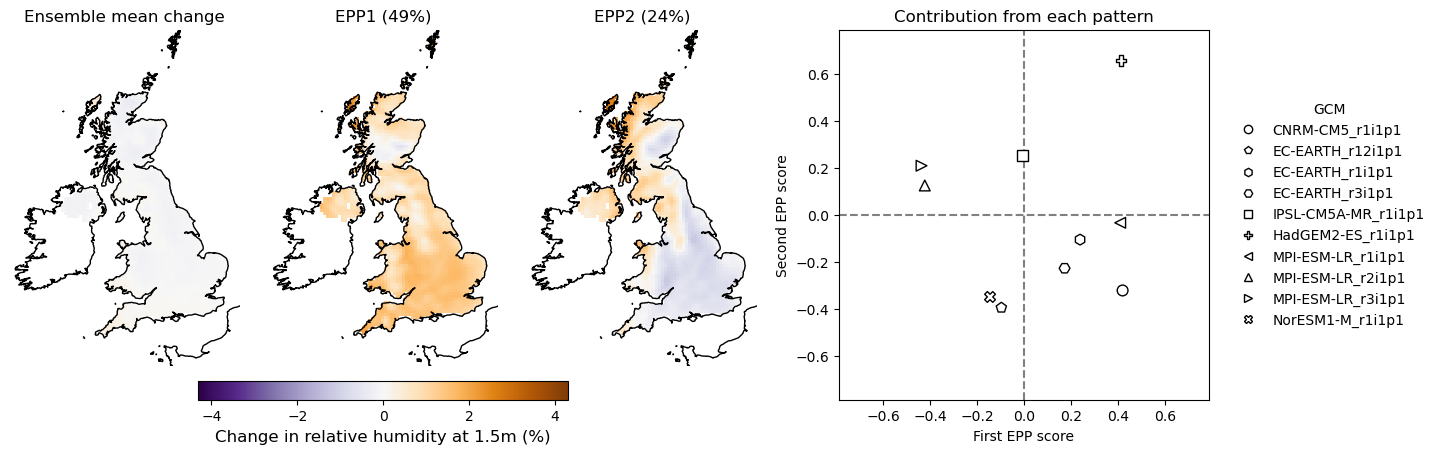 Ensemble mean change
EPP1 (49%)
EPP2 (24%)
−4 −2 0 2 4
Change in relative humidity at 1.5m (%)
Contribution from each pattern
Second EPP score
0.6
0.4
0.2
0.0
−0.2
−0.4
−0.6
−0.6 −0.4 −0.2 0.0 0.2 0.4 0.6
First EPP score
GCM
CNRM-CM5_r1i1p1
EC-EARTH_r12i1p1
EC-EARTH_r1i1p1
EC-EARTH_r3i1p1
IPSL-CM5A-MR_r1i1p1
HadGEM2-ES_r1i1p1
MPI-ESM-LR_r1i1p1
MPI-ESM-LR_r2i1p1
MPI-ESM-LR_r3i1p1
NorESM1-M_r1i1p1